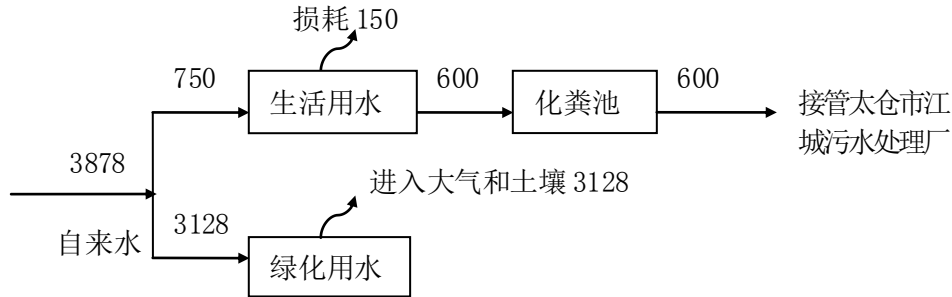 损耗 150
750
生活用水
600
化粪池
600
接管太仓市江
城污水处理厂
3878
自来水
进入大气和土壤 3128
3128
绿化用水